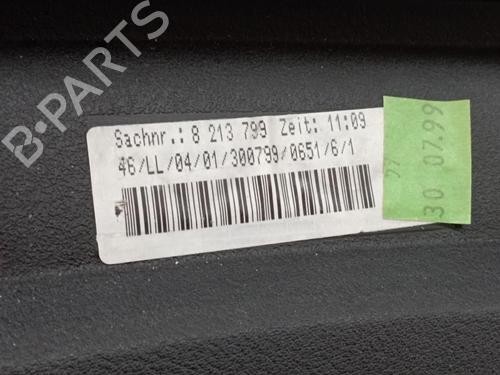 Sachnr.: 8 213 799 Zeit: 11:09
46/LL/04/01/300799/0651/6/1
30 07.99
B-PARTS